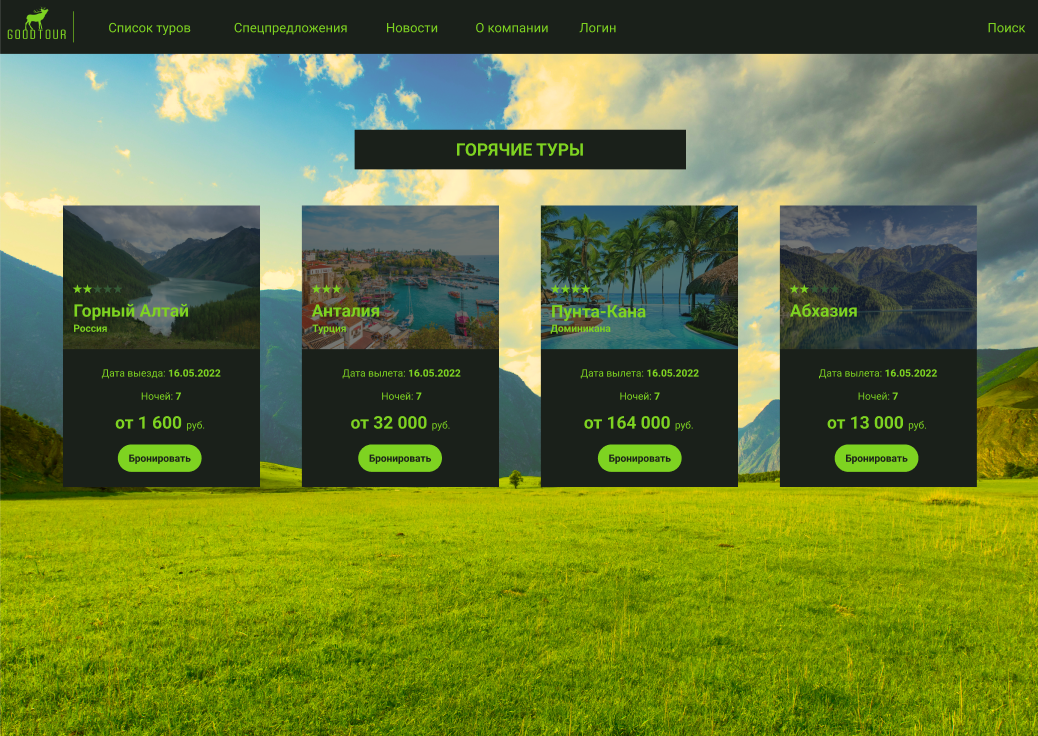 GOODTOUR
Список туров
Спецпредложения
Новости
О компании
Логин
Поиск
ГОРЯЧИЕ ТУРЫ
Горный Алтай
Россия
Дата выезда: 16.05.2022
Ночей: 7
от 1 600 руб.
Бронировать
Анталия
Турция
Дата вылета: 16.05.2022
Ночей: 7
от 32 000 руб.
Бронировать
Пунта-Кана
Доминикана
Дата вылета: 16.05.2022
Ночей: 7
от 164 000 руб.
Бронировать
Абхазия
Дата вылета: 16.05.2022
Ночей: 7
от 13 000 руб.
Бронировать